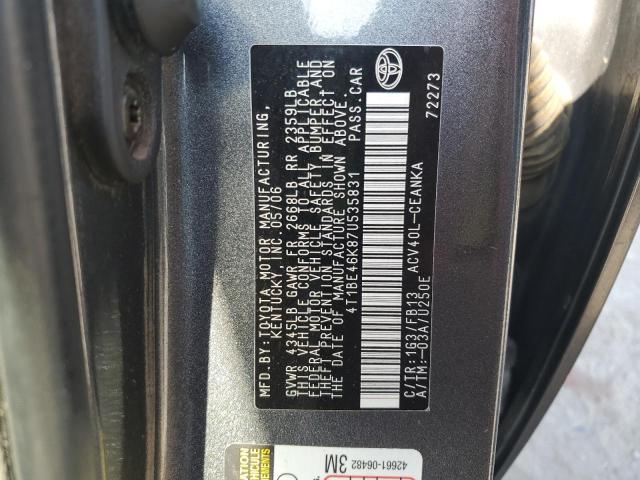 MFD.BY:TOYOTA MOTOR MANUFACTURING,
KENTUCKY, INC. 05/06
GVWR 4345LB GAWR FR 2668LB RR 2359LB
THIS VEHICLE CONFORMS TO ALL APPLICABLE
FEDERAL MOTOR VEHICLE SAFETY, BUMPER, AND
THEFT PREVENTION STANDARDS IN EFFECT ON
THE DATE OF MANUFACTURE SHOWN ABOVE.
4T1BE46K87U535831 PASS.CAR
C/TR:1G3/FB13 ACV40L-CEANKA
A/TM:-03A/U250E 72273
42661-06482
3M